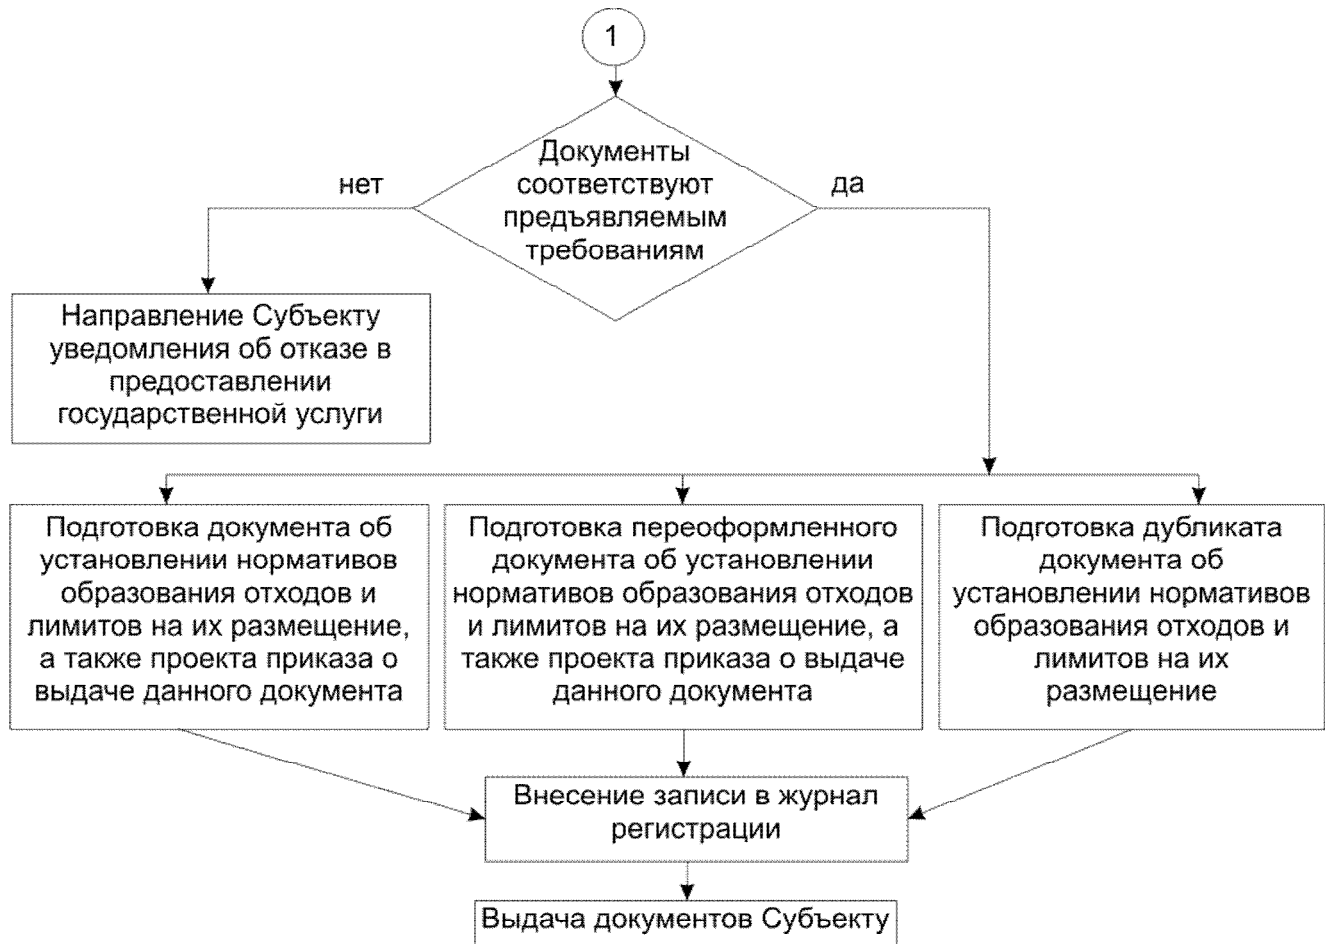 1
Документы
соответствуют
предъявляемым
требованиям
нет
да
Направление Субъекту
уведомления об отказе в
предоставлении
государственной услуги
Подготовка документа об
установлении нормативов
образования отходов и
лимитов на их размещение,
а также проекта приказа о
выдаче данного документа
Подготовка переоформленного
документа об установлении
нормативов образования отходов
и лимитов на их размещение, а
также проекта приказа о выдаче
данного документа
Подготовка дубликата
документа об
установлении нормативов
образования отходов и
лимитов на их
размещение
Внесение записи в журнал
регистрации
Выдача документов Субъекту